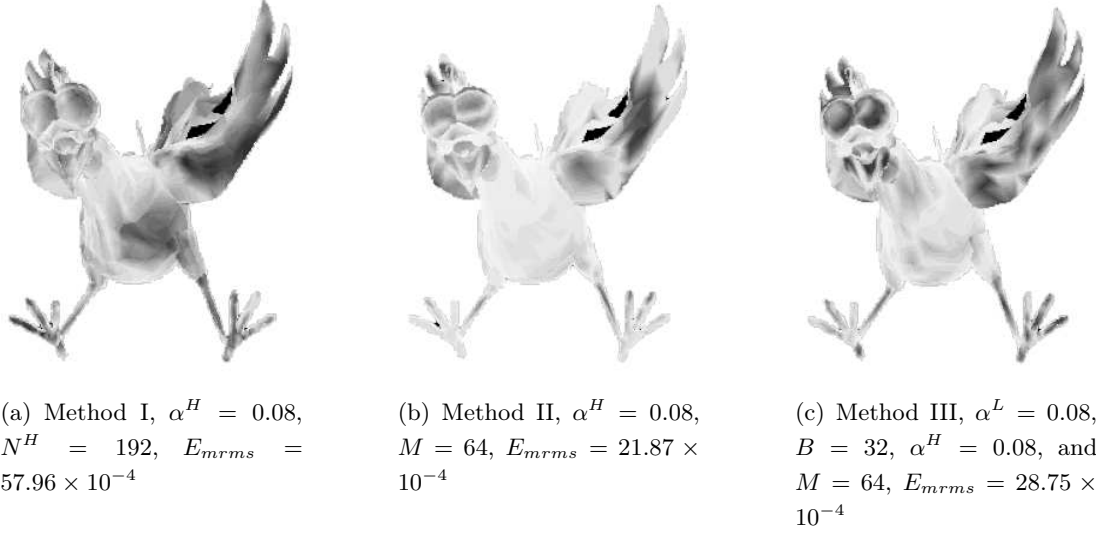 (a) Method I, α^H = 0.08,
N^H = 192, E_mrms =
57.96 × 10^−4
(b) Method II, α^H = 0.08,
M = 64, E_mrms = 21.87 ×
10^−4
(c) Method III, α^L = 0.08,
B = 32, α^H = 0.08, and
M = 64, E_mrms = 28.75 ×
10^−4